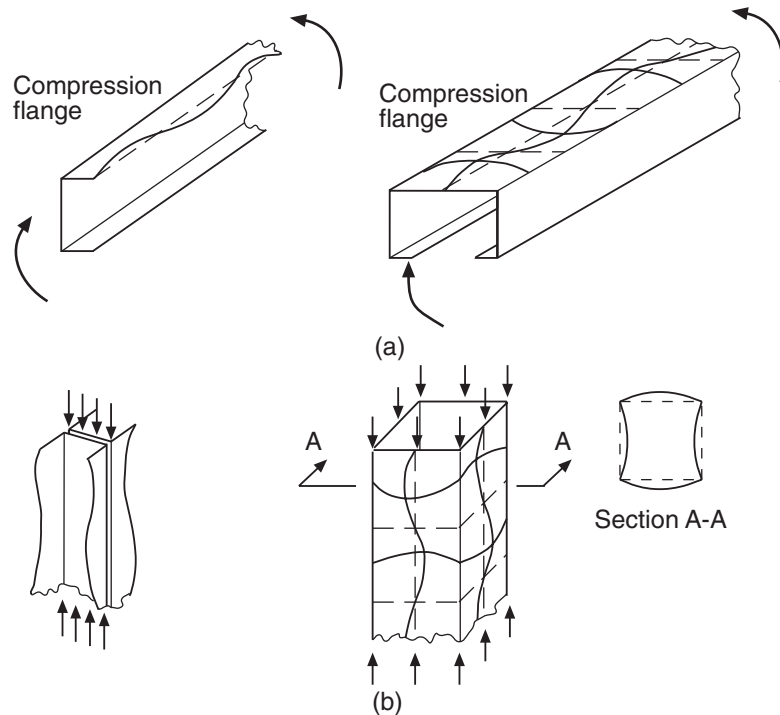 Compression
flange
Compression
flange
(a)
A
A
Section A-A
(b)